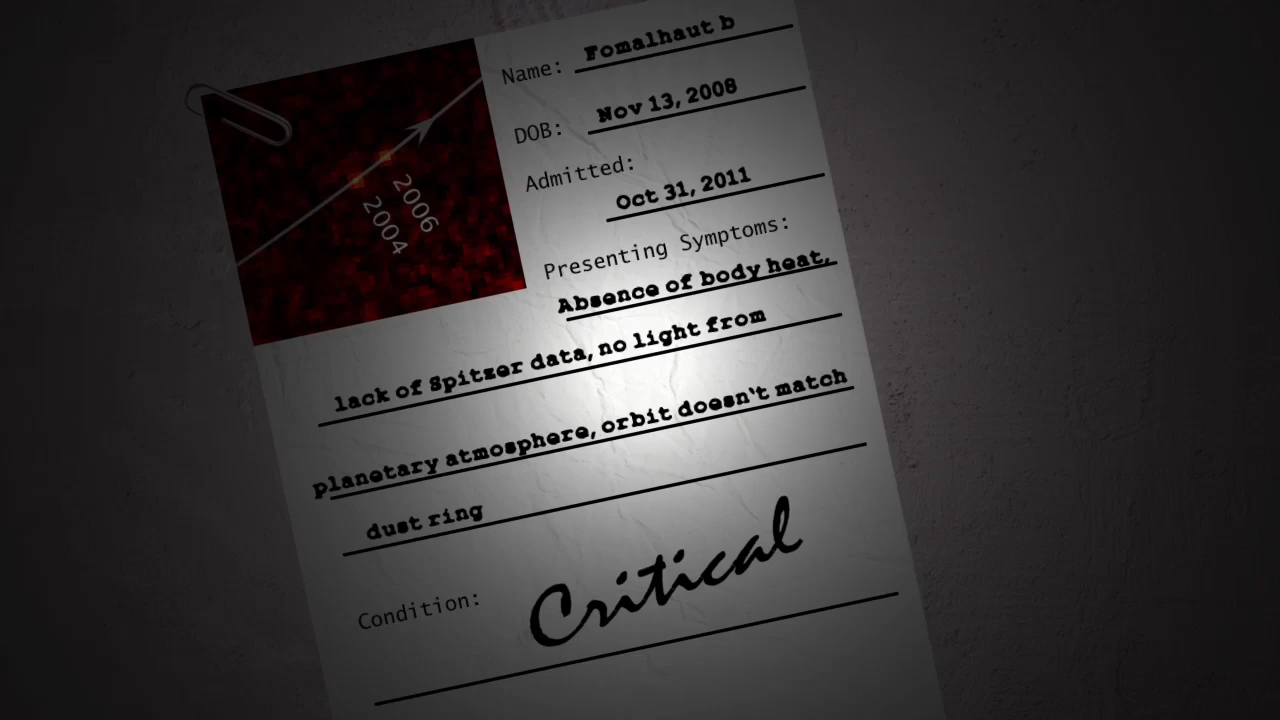 Name: Fomalhaut b
DOB: Nov 13, 2008
Admitted:
Oct 31, 2011
Presenting Symptoms:
Absence of body heat,
lack of Spitzer data, no light from
planetary atmosphere, orbit doesn't match
dust ring
Condition: Critical
2006
2004